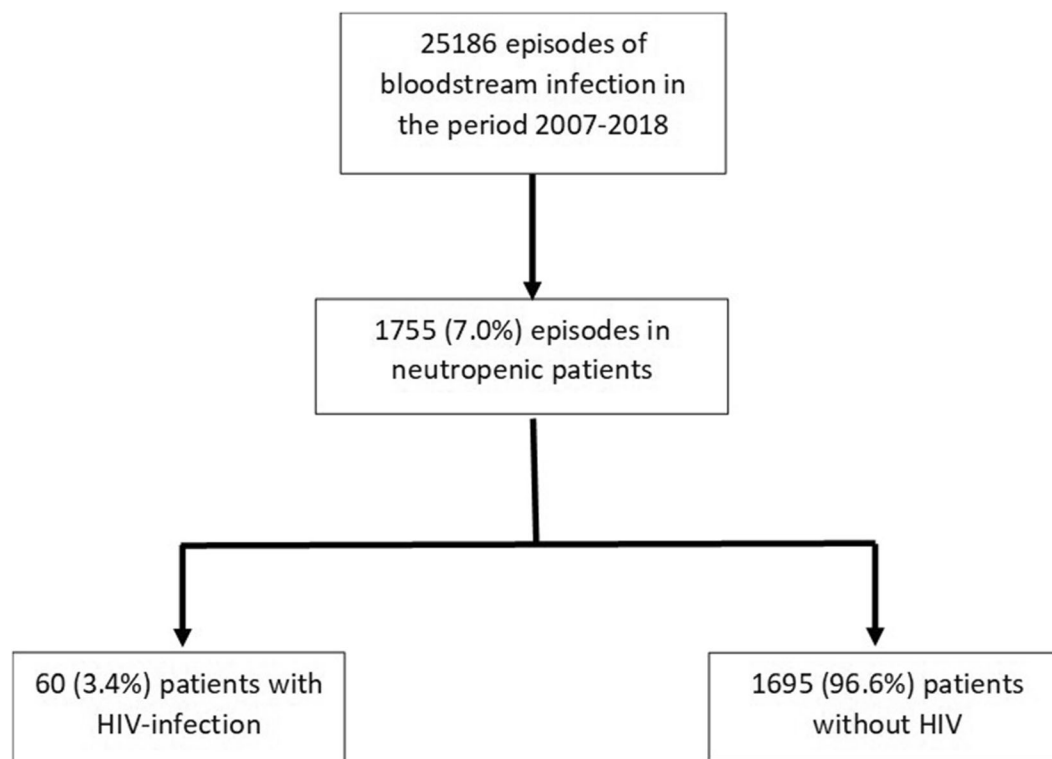 25186 episodes of
bloodstream infection in
the period 2007-2018
1755 (7.0%) episodes in
neutropenic patients
60 (3.4%) patients with
HIV-infection
1695 (96.6%) patients
without HIV